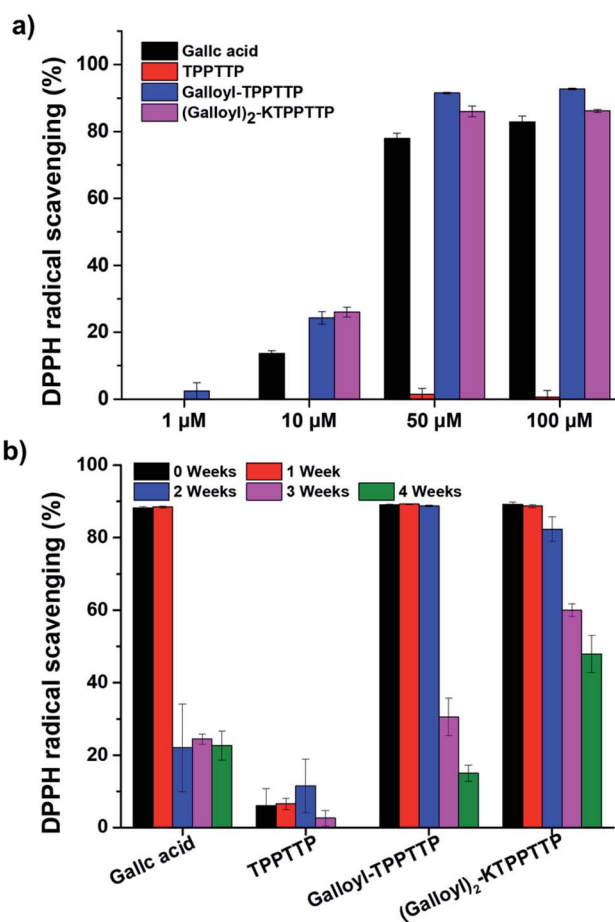 a)
Gallc acid
TPPTTP
Galloyl-TPPTTP
(Galloyl)2-KTPPTTP
DPPH radical scavenging (%)
100
80
60
40
20
0
1 µM 10 µM 50 µM 100 µM
b)
0 Weeks 1 Week
2 Weeks 3 Weeks 4 Weeks
DPPH radical scavenging (%)
100
80
60
40
20
0
Gallc acid TPPTTP Galloyl-TPPTTP (Galloyl)2-KTPPTTP